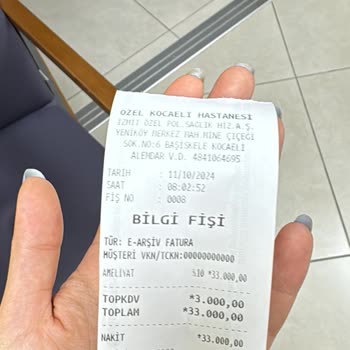 ÖZEL KOCAELİ HASTANESİ
İZMİT ÖZEL POL.SAĞLIK HİZ.A.Ş.
YENİKÖY MERKEZ MAH.MİNE ÇİÇEĞİ
SOK.NO:6 BAŞİSKELE KOCAELİ
ALEMDAR V.D. 4841064695
TARİH : 11/10/2024
SAAT : 08:02:52
FİŞ NO : 0008
BİLGİ FİŞİ
TÜR: E-ARŞİV FATURA
MÜŞTERİ VKN/TCKN:00000000000
AMELİYAT %10 *33.000,00
TOPKDV *3.000,00
TOPLAM *33.000,00
NAKİT *33.000,00